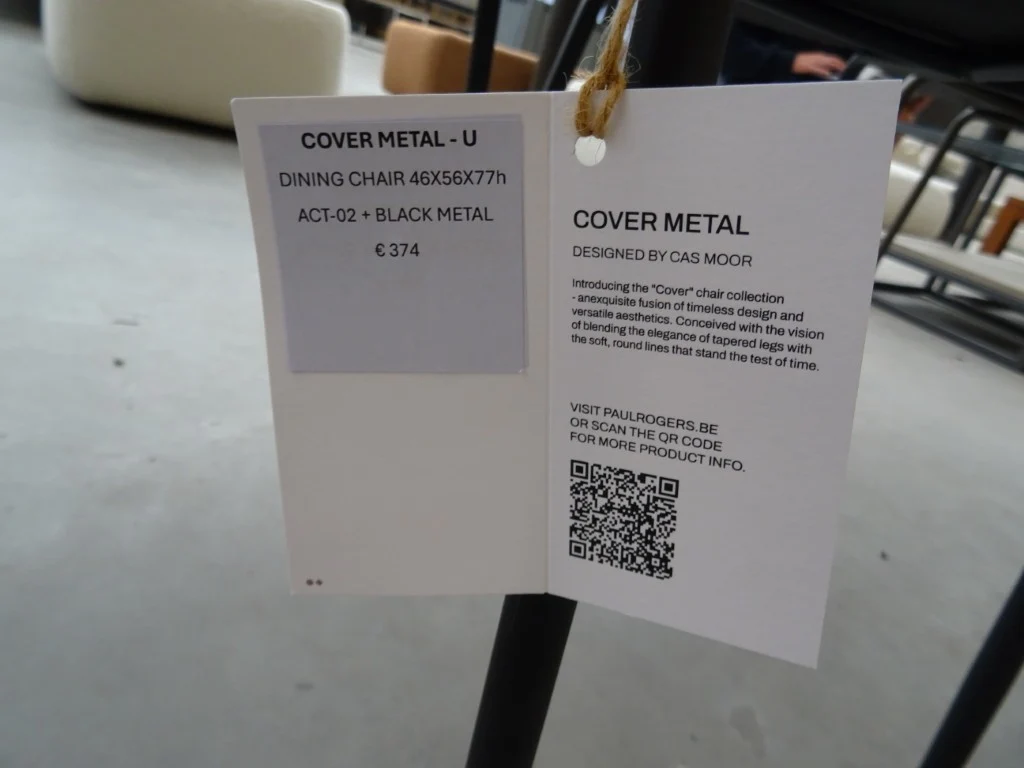 COVER METAL - U
DINING CHAIR 46X56X77h
ACT-02 + BLACK METAL
€ 374
COVER METAL
DESIGNED BY CAS MOOR
Introducing the "Cover" chair collection
- anexquisite fusion of timeless design and
versatile aesthetics. Conceived with the vision
of blending the elegance of tapered legs with
the soft, round lines that stand the test of time.
VISIT PAULROGERS.BE
OR SCAN THE QR CODE
FOR MORE PRODUCT INFO.